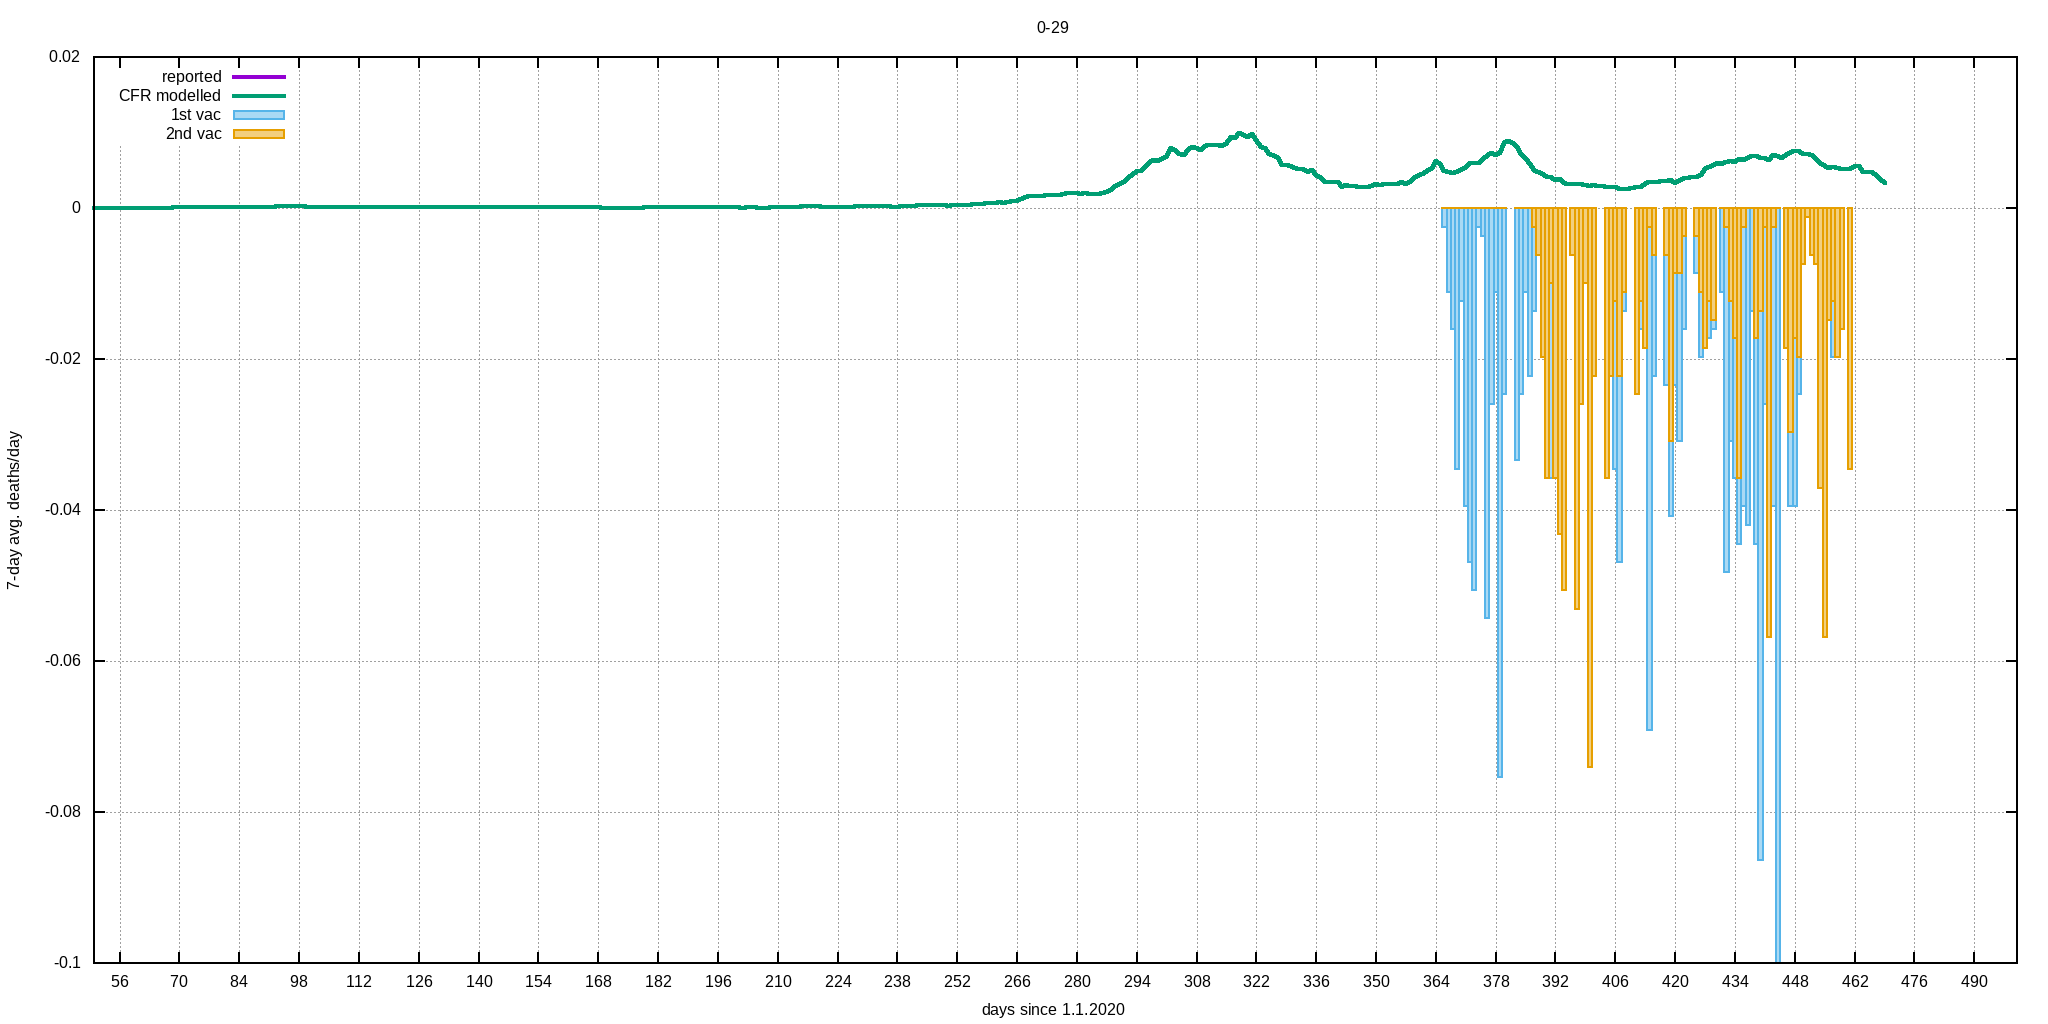 0-29
0.02
0
-0.02
-0.04
-0.06
-0.08
-0.1
reported
CFR modelled
1st vac
2nd vac
7-day avg. deaths/day
56 70 84 98 112 126 140 154 168 182 196 210 224 238 252 266 280 294 308 322 336 350 364 378 392 406 420 434 448 462 476 490
days since 1.1.2020